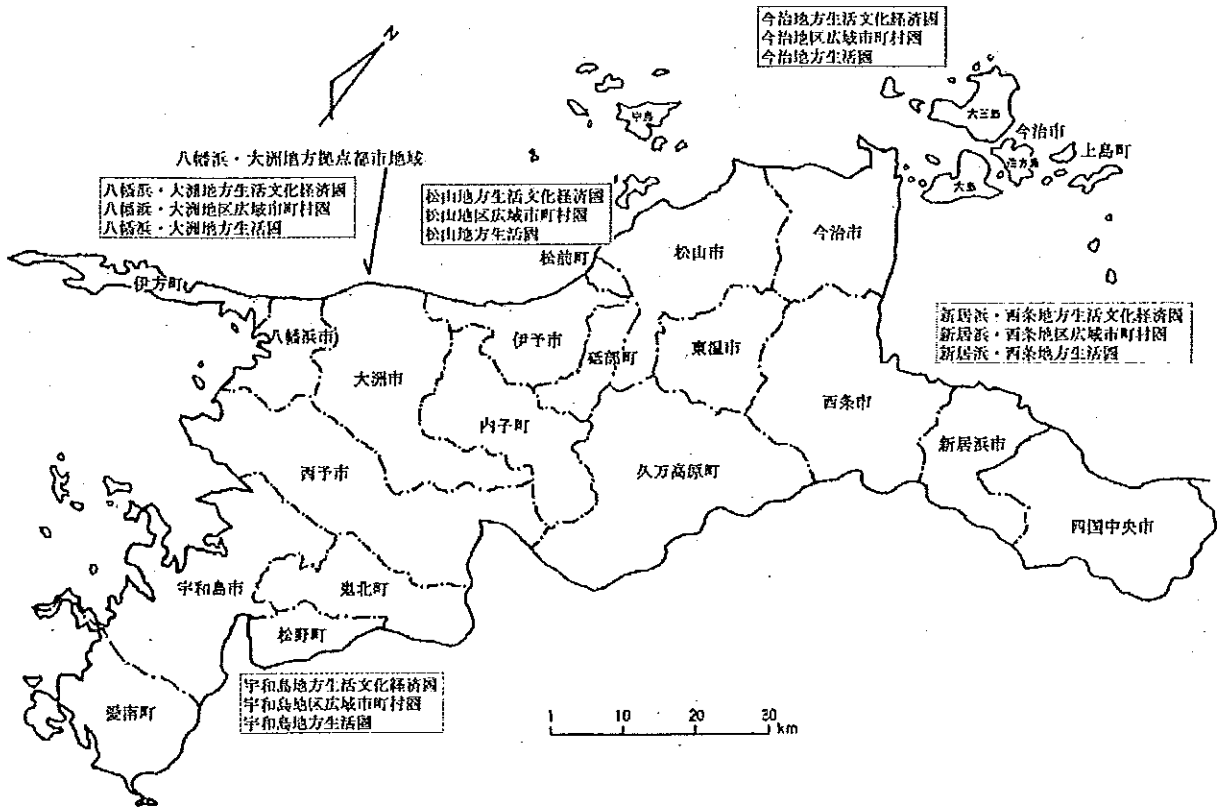 今治地方生活文化経済圏
今治地区広域市町村圏
今治地方生活圏
N
中島
大三島
今治市
伯方島
上島町
大島
八幡浜・大洲地方拠点都市地域
八幡浜・大洲地方生活文化経済圏
八幡浜・大洲地区広域市町村圏
八幡浜・大洲地方生活圏
松山地方生活文化経済圏
松山地区広域市町村圏
松山地方生活圏
松前町
松山市
今治市
伊方町
新居浜・西条地方生活文化経済圏
新居浜・西条地区広域市町村圏
新居浜・西条地方生活圏
八幡浜市
伊予市
砥部町
東温市
大洲市
西条市
内子町
新居浜市
西予市
久万高原町
四国中央市
宇和島市
鬼北町
松野町
宇和島地方生活文化経済圏
宇和島地区広域市町村圏
宇和島地方生活圏
愛南町
1 10 20 30
km